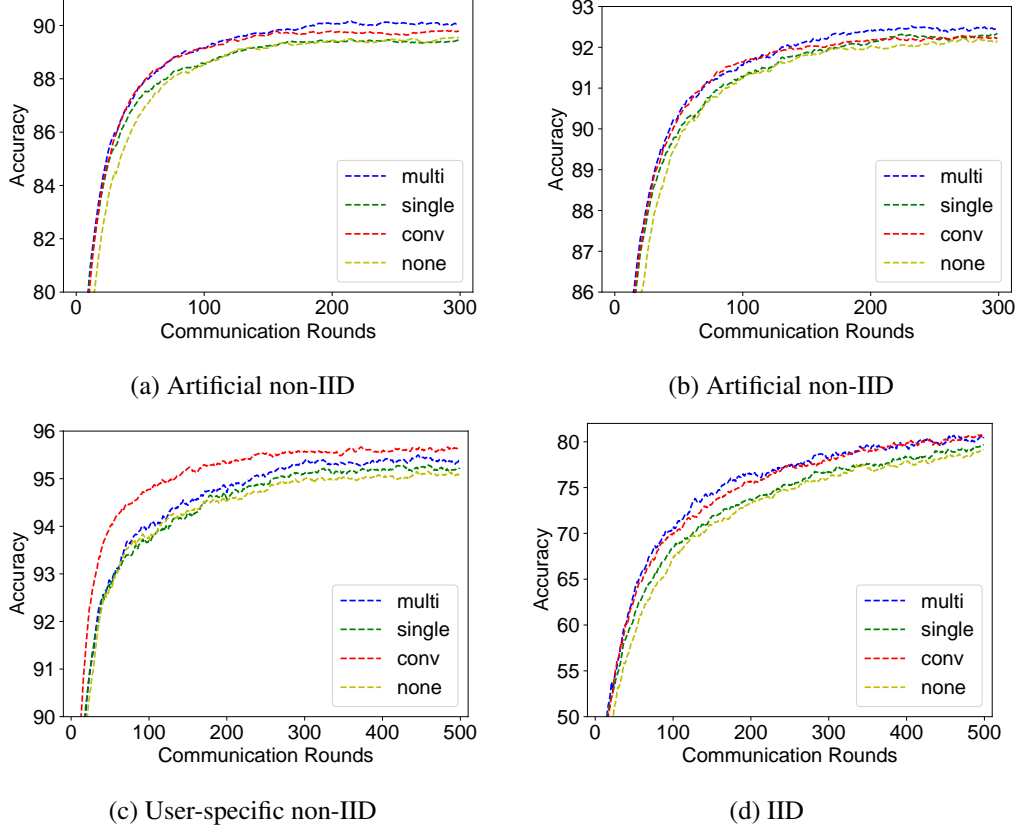 90
88
86
84
82
80
Accuracy
multi
single
conv
none
0 100 200 300
Communication Rounds
(a) Artificial non-IID
93
92
91
90
89
88
87
86
Accuracy
multi
single
conv
none
0 100 200 300
Communication Rounds
(b) Artificial non-IID
96
95
94
93
92
91
90
Accuracy
multi
single
conv
none
0 100 200 300 400 500
Communication Rounds
(c) User-specific non-IID
80
75
70
65
60
55
50
Accuracy
multi
single
conv
none
0 100 200 300 400 500
Communication Rounds
(d) IID